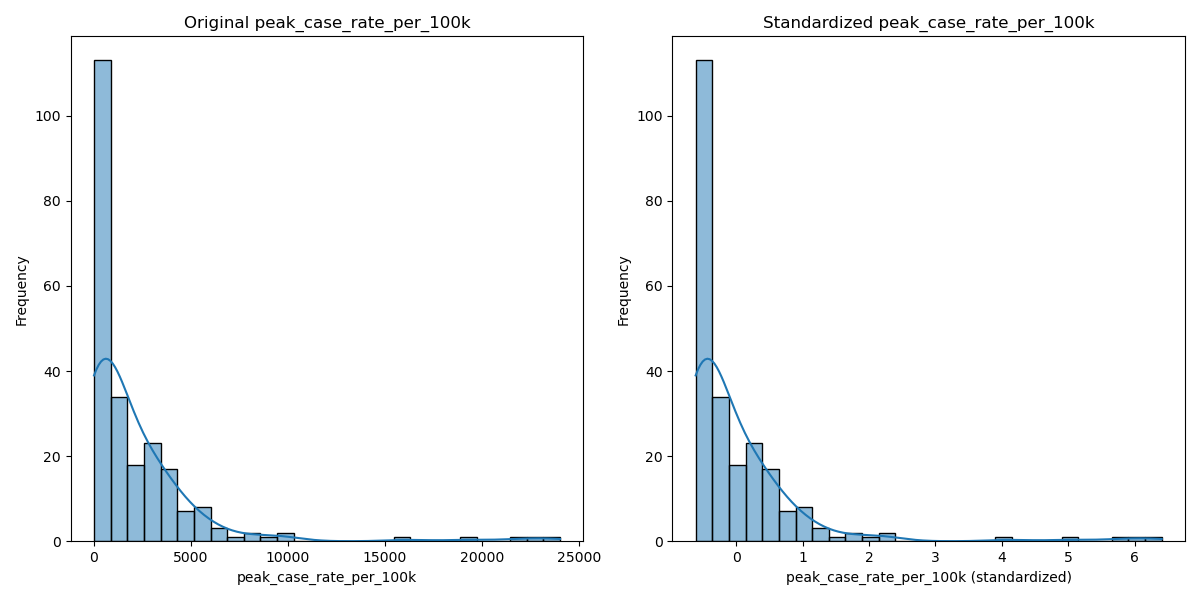 Original peak_case_rate_per_100k
Frequency
100
80
60
40
20
0
0 5000 10000 15000 20000 25000
peak_case_rate_per_100k
Standardized peak_case_rate_per_100k
Frequency
100
80
60
40
20
0
0 1 2 3 4 5 6
peak_case_rate_per_100k (standardized)